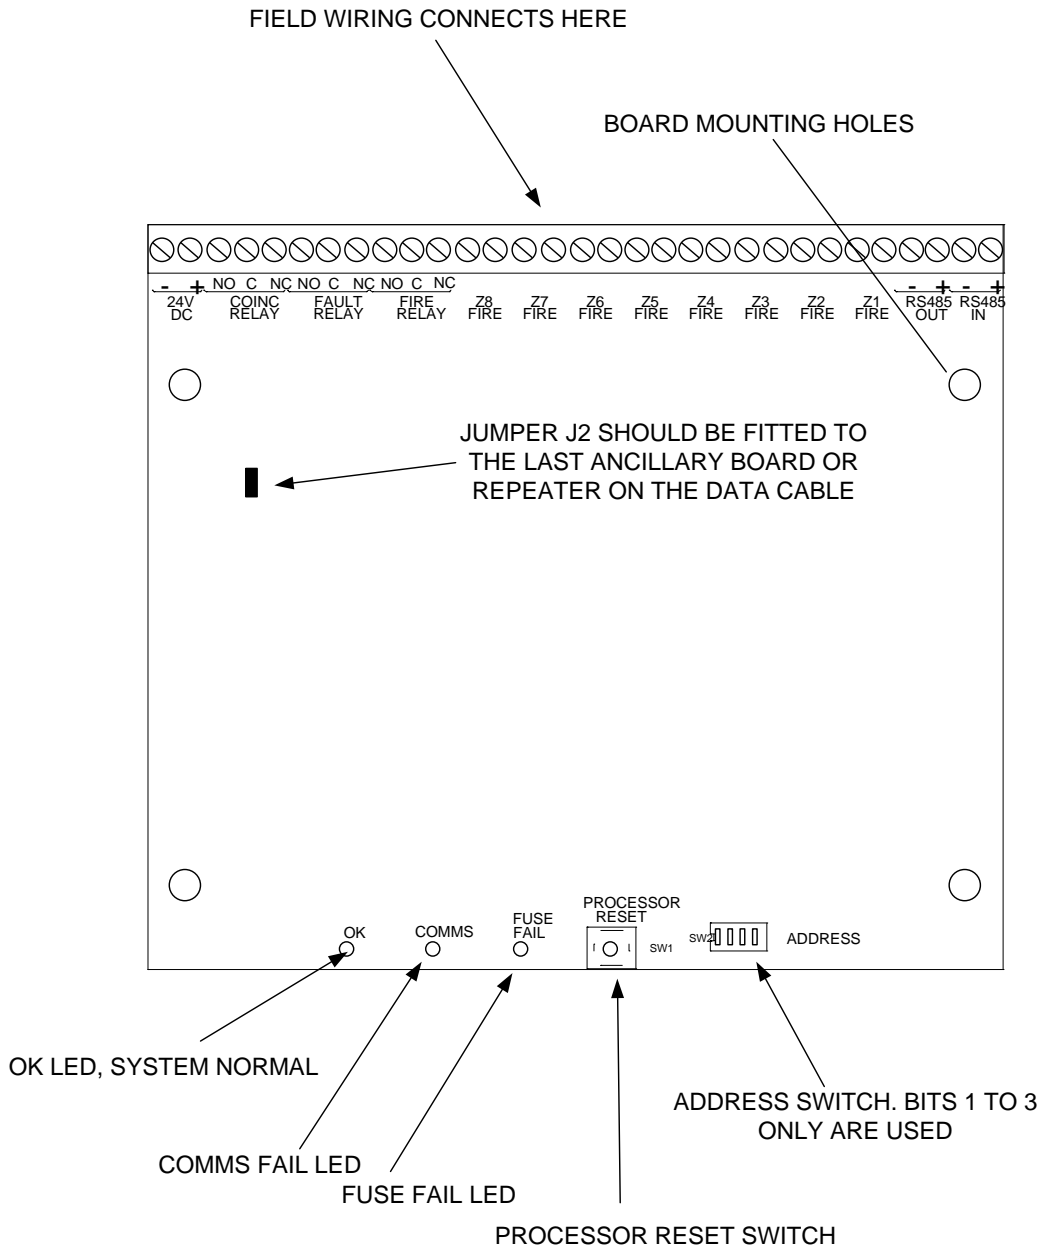 FIELD WIRING CONNECTS HERE
BOARD MOUNTING HOLES
- + NO C NC NO C NC NO C NC - + - +
24V COINC FAULT FIRE Z8 Z7 Z6 Z5 Z4 Z3 Z2 Z1 RS485 RS485
DC RELAY RELAY RELAY FIRE FIRE FIRE FIRE FIRE FIRE FIRE FIRE OUT IN
JUMPER J2 SHOULD BE FITTED TO
THE LAST ANCILLARY BOARD OR
REPEATER ON THE DATA CABLE
OK
COMMS
FUSE
FAIL
PROCESSOR
RESET
SW1
SW2
ADDRESS
OK LED, SYSTEM NORMAL
ADDRESS SWITCH. BITS 1 TO 3
ONLY ARE USED
COMMS FAIL LED
FUSE FAIL LED
PROCESSOR RESET SWITCH